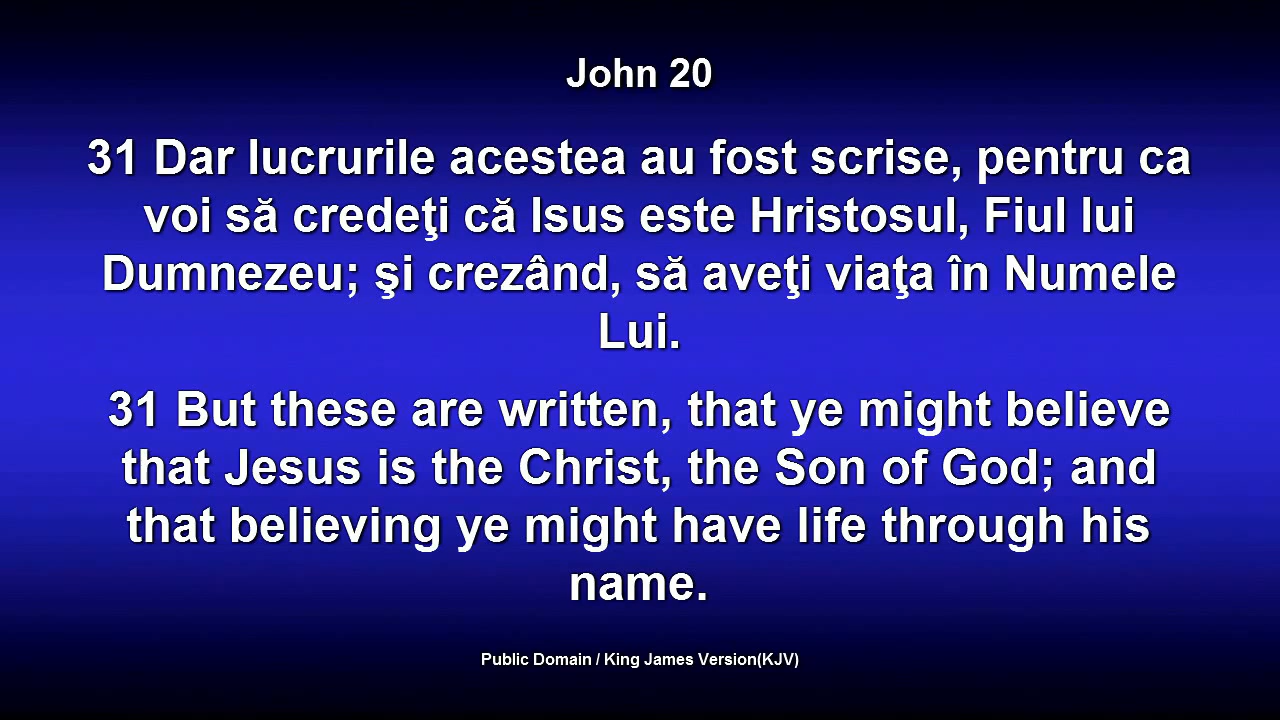 John 20
31 Dar lucrurile acestea au fost scrise, pentru ca
voi să credeţi că Isus este Hristosul, Fiul lui
Dumnezeu; şi crezând, să aveţi viaţa în Numele
Lui.
31 But these are written, that ye might believe
that Jesus is the Christ, the Son of God; and
that believing ye might have life through his
name.
Public Domain / King James Version(KJV)